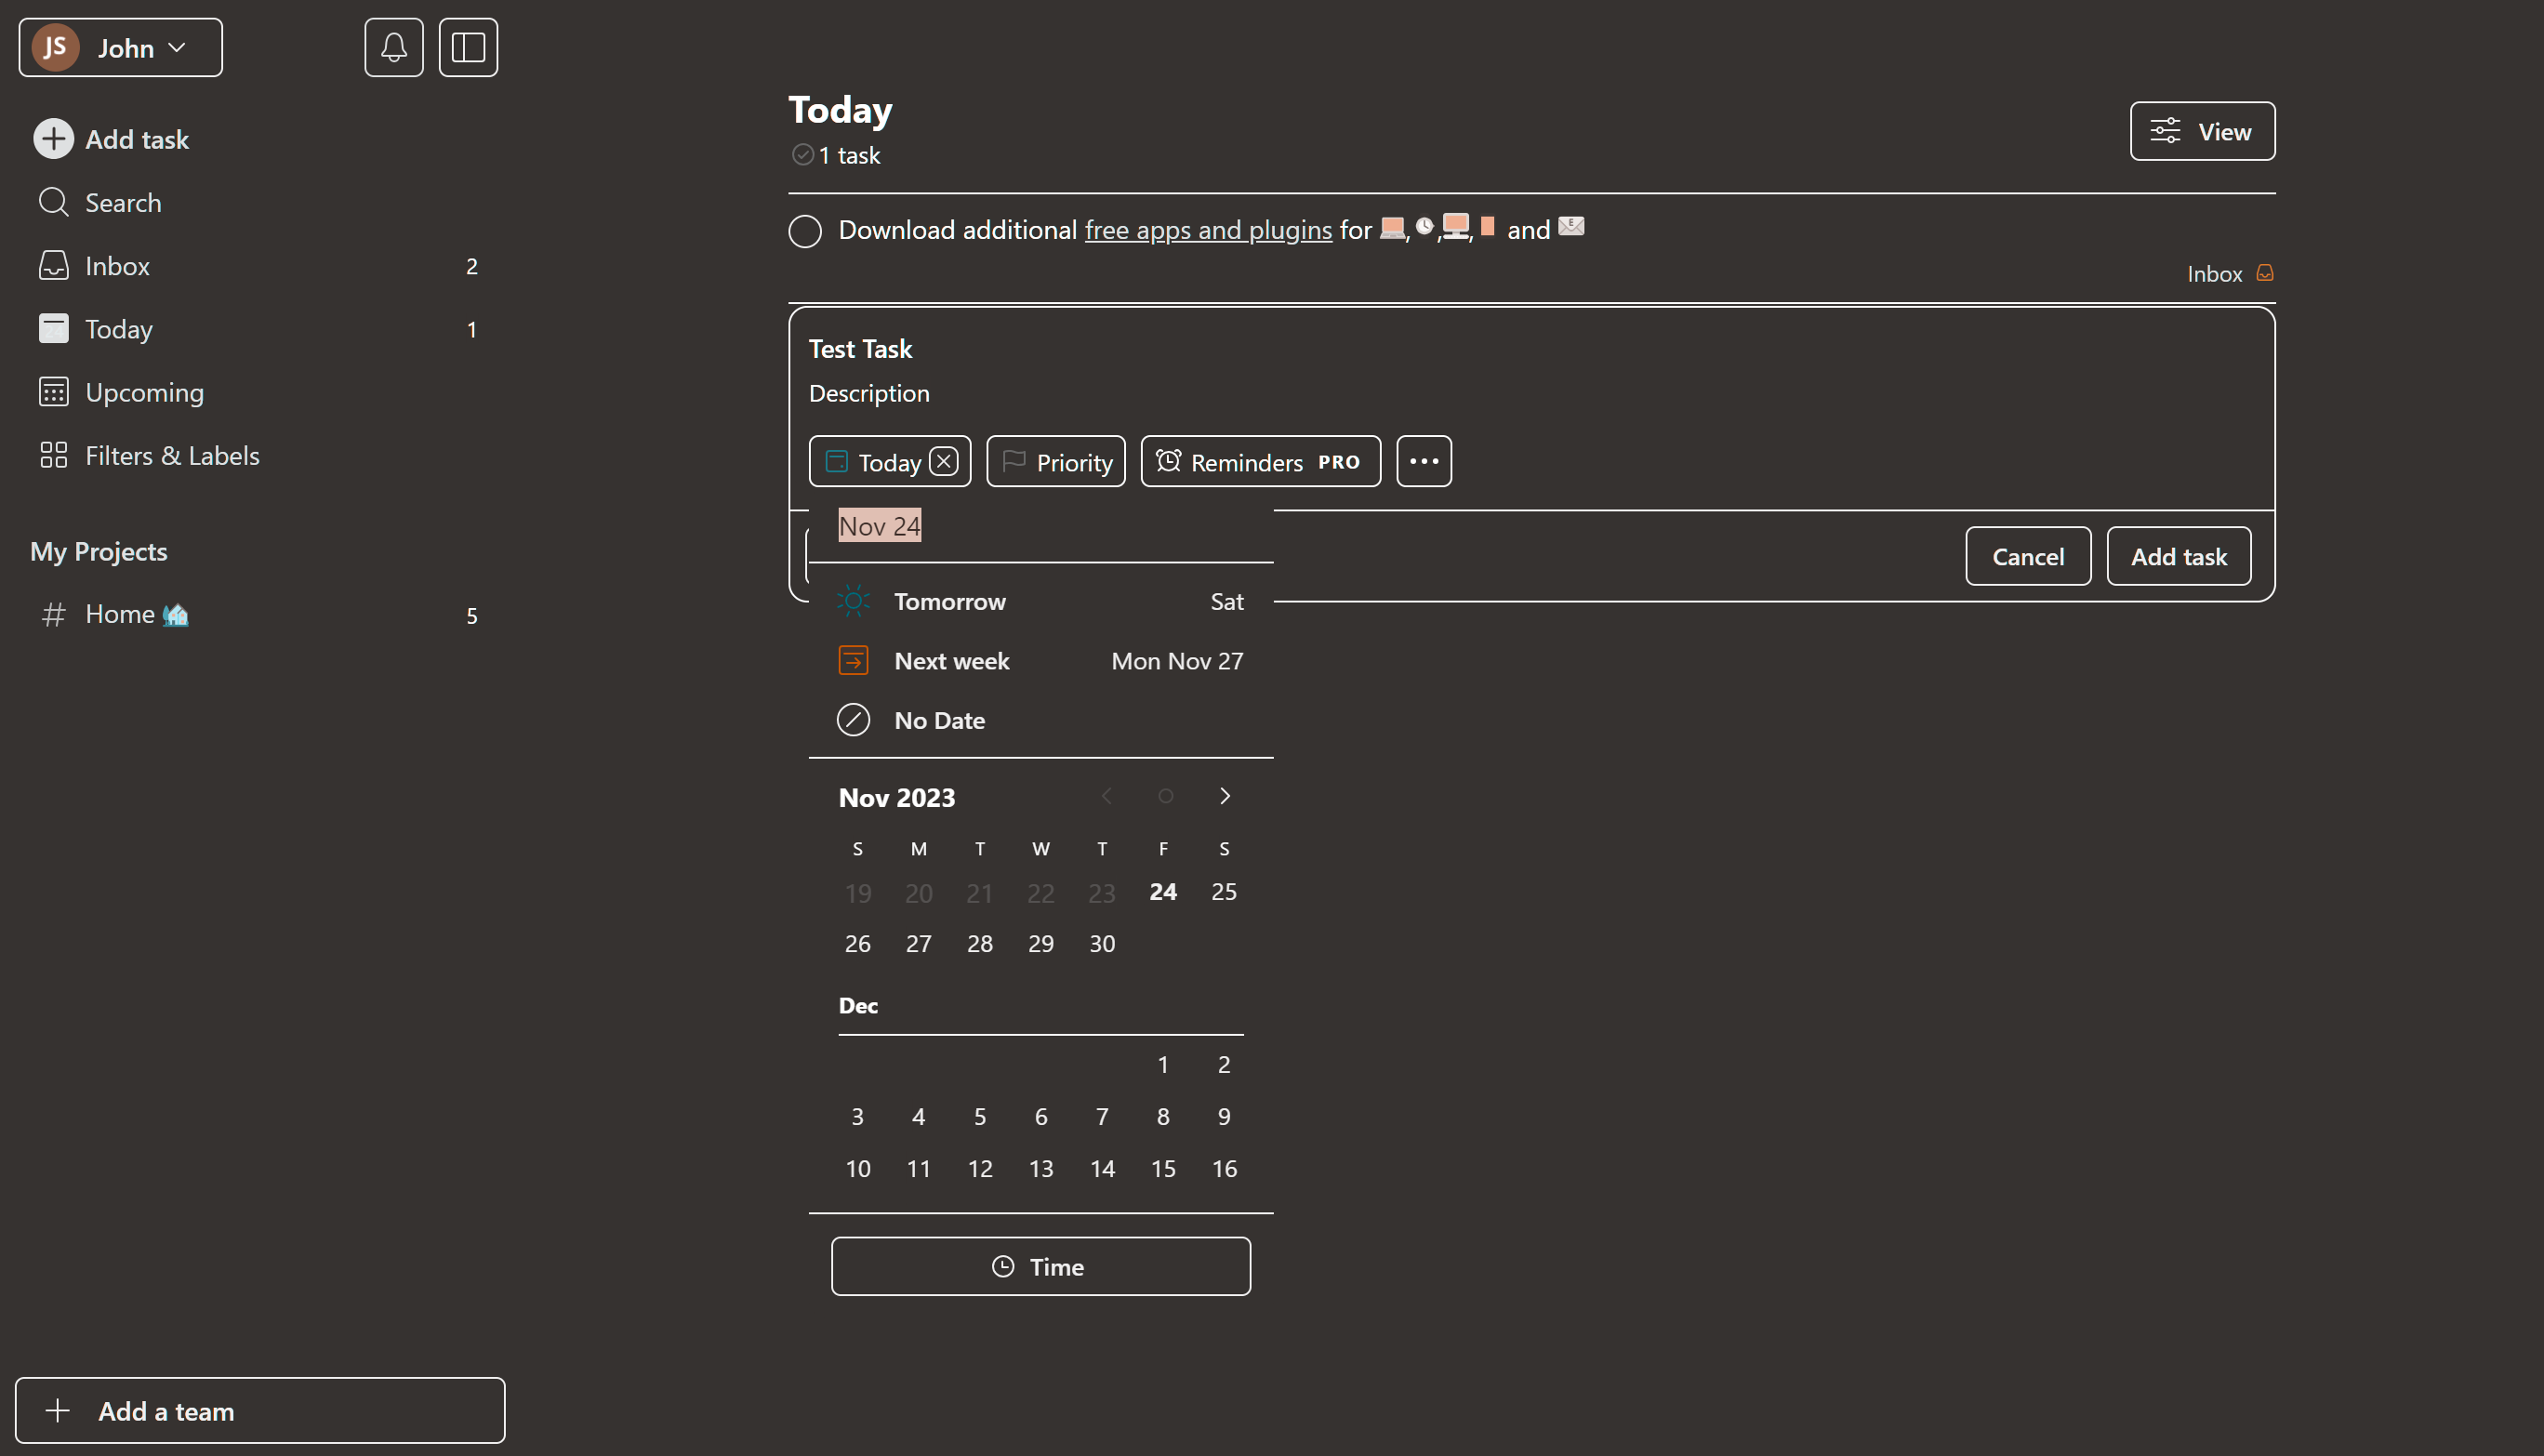 JS John
Add task
Search
Inbox 2
Today 1
Upcoming
Filters & Labels
My Projects
Home 5
Add a team
Today
1 task
View
Download additional free apps and plugins for , , , and
Inbox
Test Task
Description
Today Priority Reminders PRO
Nov 24
Cancel Add task
Tomorrow Sat
Next week Mon Nov 27
No Date
Nov 2023
S M T W T F S
19 20 21 22 23 24 25
26 27 28 29 30
Dec
1 2
3 4 5 6 7 8 9
10 11 12 13 14 15 16
Time